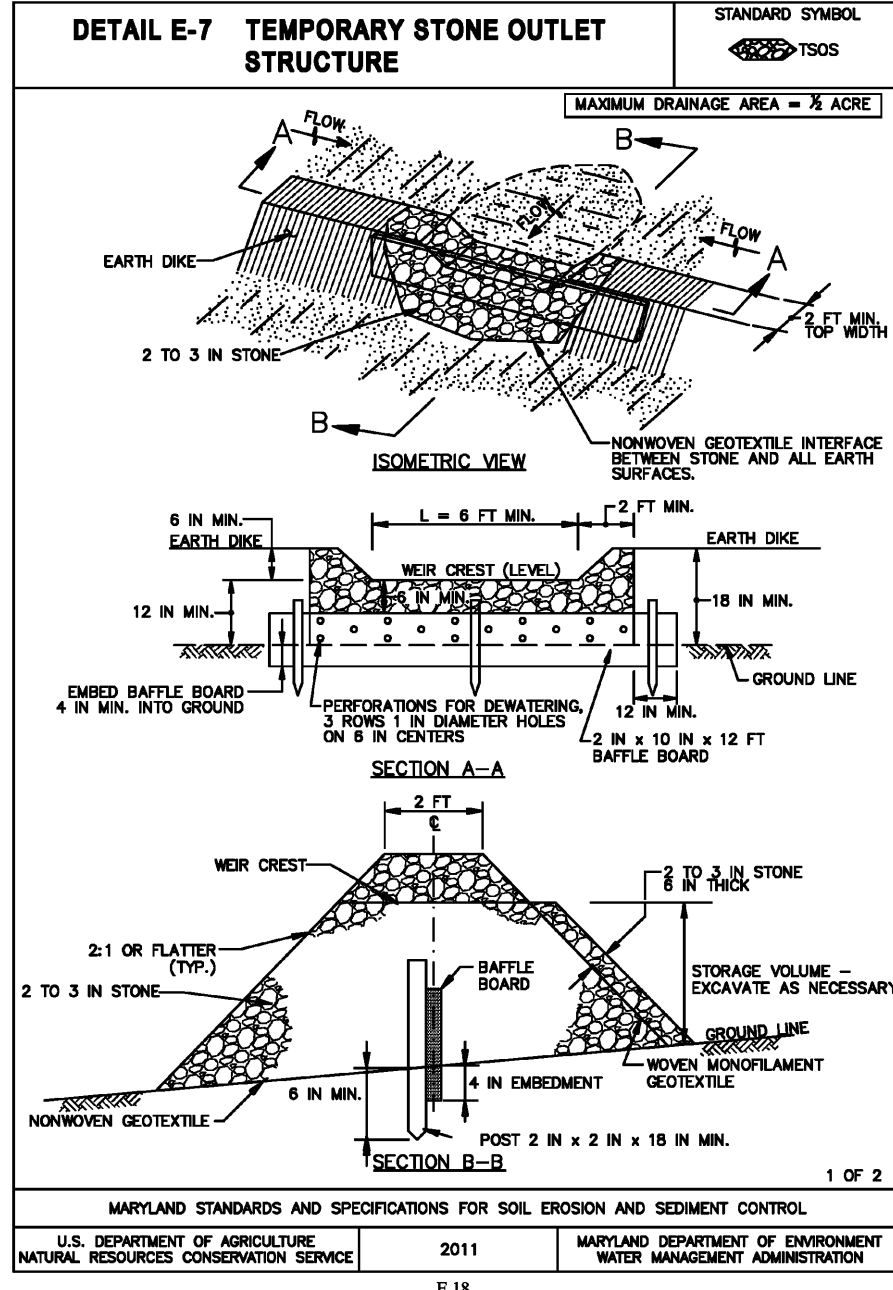 DETAIL E-7 TEMPORARY STONE OUTLET
STRUCTURE
STANDARD SYMBOL
TSOS
MAXIMUM DRAINAGE AREA = ½ ACRE
FLOW
A
B
FLOW
FLOW
A
EARTH DIKE
2 FT MIN.
TOP WIDTH
2 TO 3 IN STONE
B
NONWOVEN GEOTEXTILE INTERFACE
BETWEEN STONE AND ALL EARTH
SURFACES.
ISOMETRIC VIEW
6 IN MIN.
L = 6 FT MIN.
2 FT MIN.
EARTH DIKE
EARTH DIKE
WEIR CREST (LEVEL)
6 IN MIN.
12 IN MIN.
18 IN MIN.
GROUND LINE
EMBED BAFFLE BOARD
4 IN MIN. INTO GROUND
PERFORATIONS FOR DEWATERING,
3 ROWS 1 IN DIAMETER HOLES
ON 6 IN CENTERS
12 IN MIN.
2 IN x 10 IN x 12 FT
BAFFLE BOARD
SECTION A-A
2 FT
℄
WEIR CREST
2 TO 3 IN STONE
6 IN THICK
2:1 OR FLATTER
(TYP.)
BAFFLE
BOARD
STORAGE VOLUME –
EXCAVATE AS NECESSARY
2 TO 3 IN STONE
GROUND LINE
WOVEN MONOFILAMENT
GEOTEXTILE
6 IN MIN.
4 IN EMBEDMENT
NONWOVEN GEOTEXTILE
POST 2 IN x 2 IN x 18 IN MIN.
SECTION B-B
1 OF 2
MARYLAND STANDARDS AND SPECIFICATIONS FOR SOIL EROSION AND SEDIMENT CONTROL
U.S. DEPARTMENT OF AGRICULTURE
NATURAL RESOURCES CONSERVATION SERVICE
2011
MARYLAND DEPARTMENT OF ENVIRONMENT
WATER MANAGEMENT ADMINISTRATION